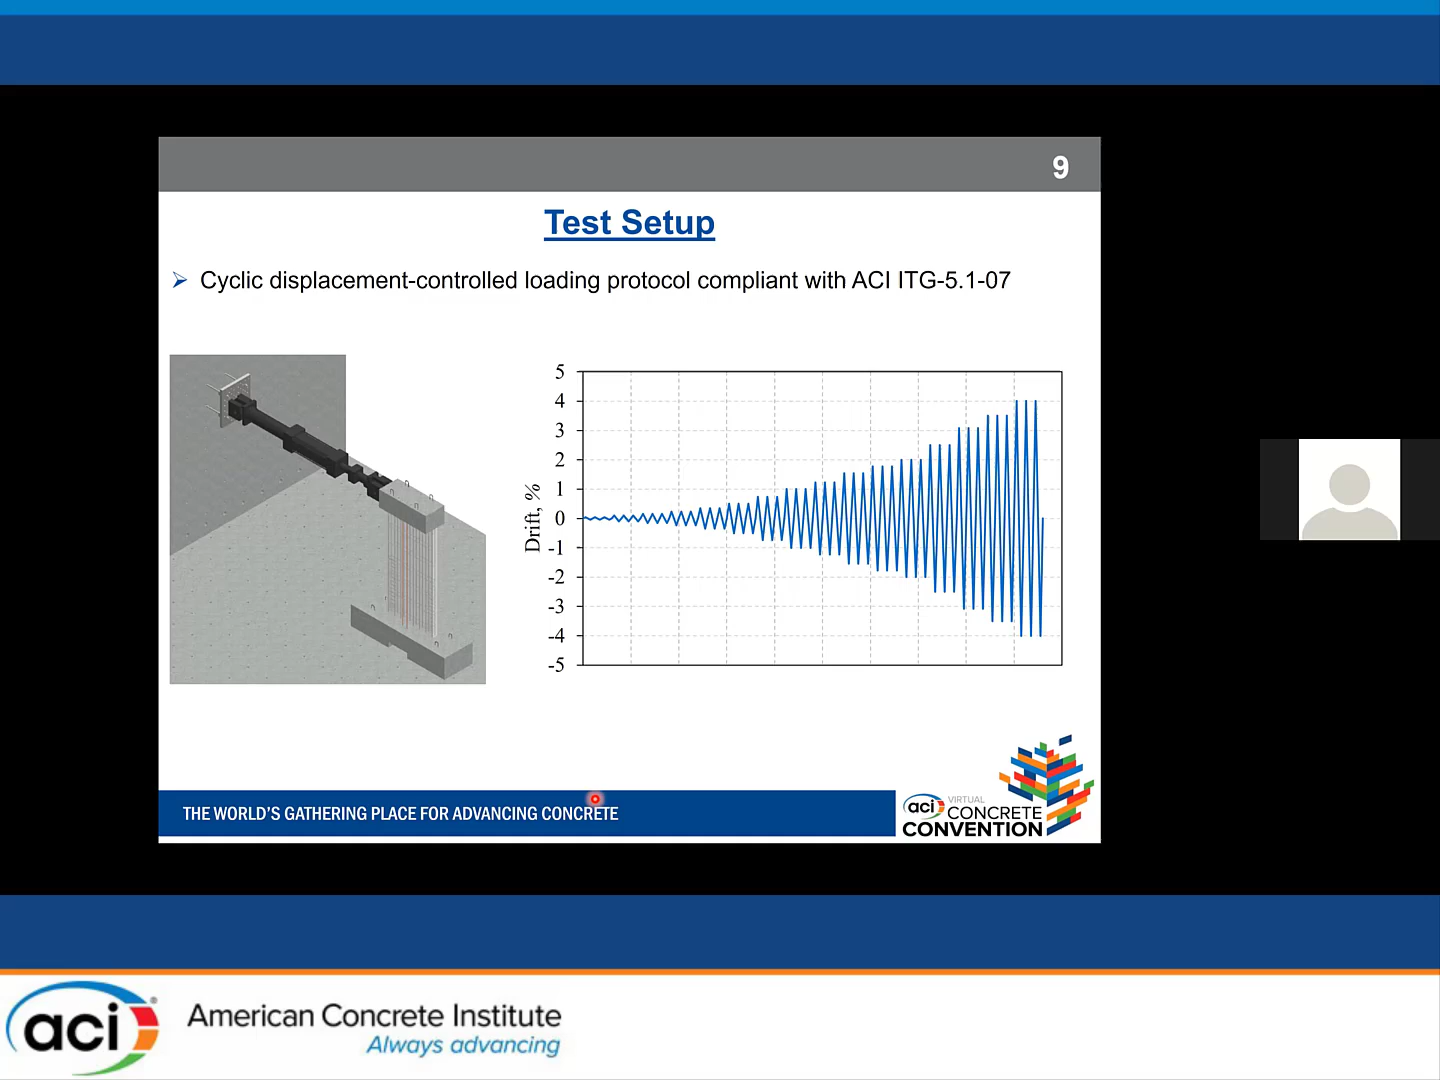 9
Test Setup
➢ Cyclic displacement-controlled loading protocol compliant with ACI ITG-5.1-07
5
4
3
2
1
0
-1
-2
-3
-4
-5
Drift, %
THE WORLD'S GATHERING PLACE FOR ADVANCING CONCRETE
aci VIRTUAL
CONCRETE
CONVENTION
aci
American Concrete Institute
Always advancing